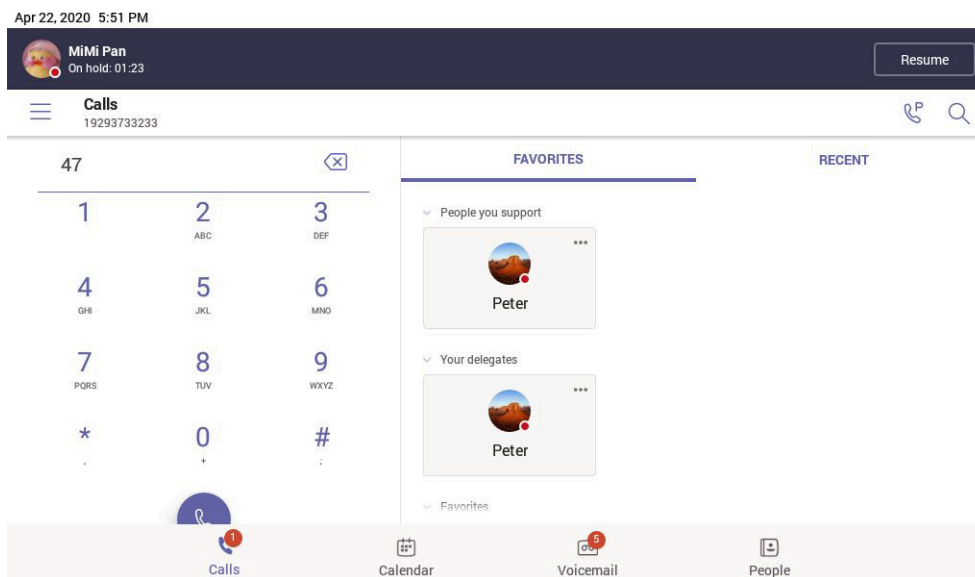 Apr 22, 2020 5:51 PM
MiMi Pan
On hold: 01:23
Resume
Calls
19293733233
P
47
FAVORITES
RECENT
1
2
ABC
3
DEF
4
GHI
5
JKL
6
MNO
7
PQRS
8
TUV
9
WXYZ
*
,
0
+
#
;
People you support
Peter
Your delegates
Peter
Favorites
1
5
Calls
Calendar
Voicemail
People